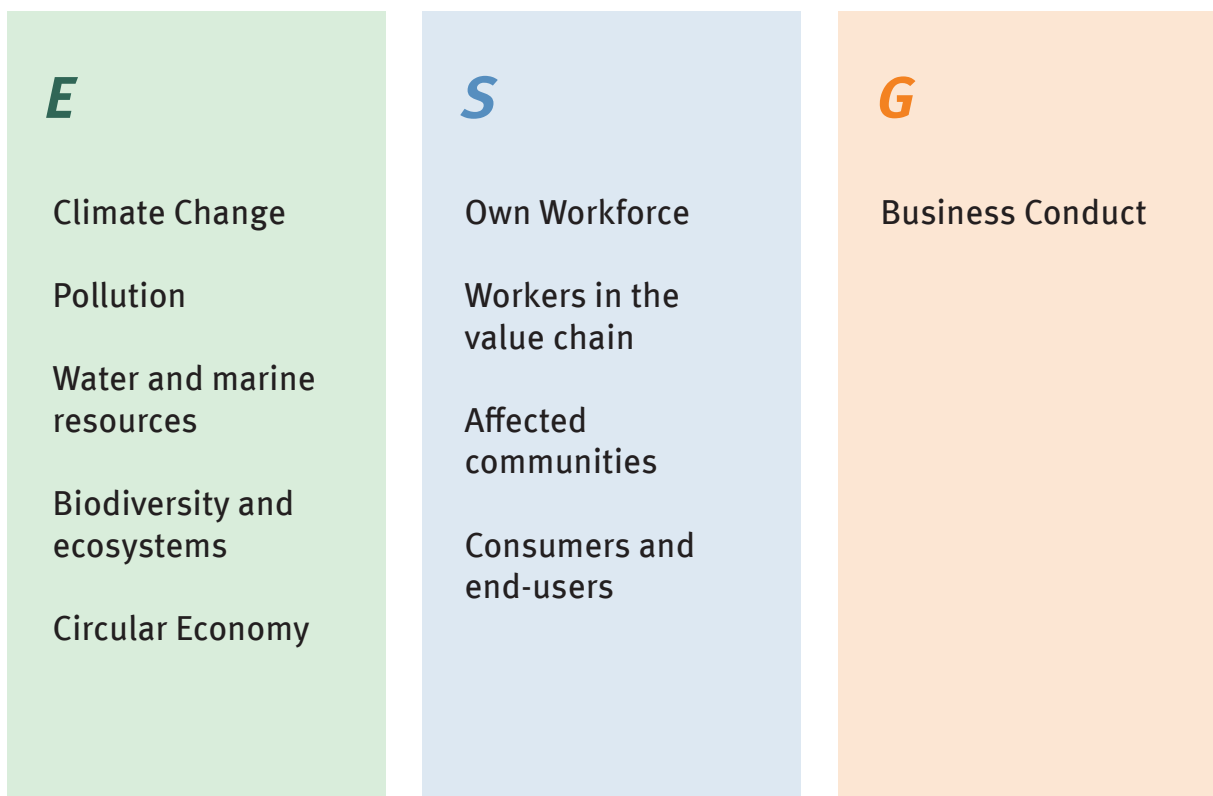 E
Climate Change
Pollution
Water and marine
resources
Biodiversity and
ecosystems
Circular Economy
S
Own Workforce
Workers in the
value chain
Affected
communities
Consumers and
end-users
G
Business Conduct